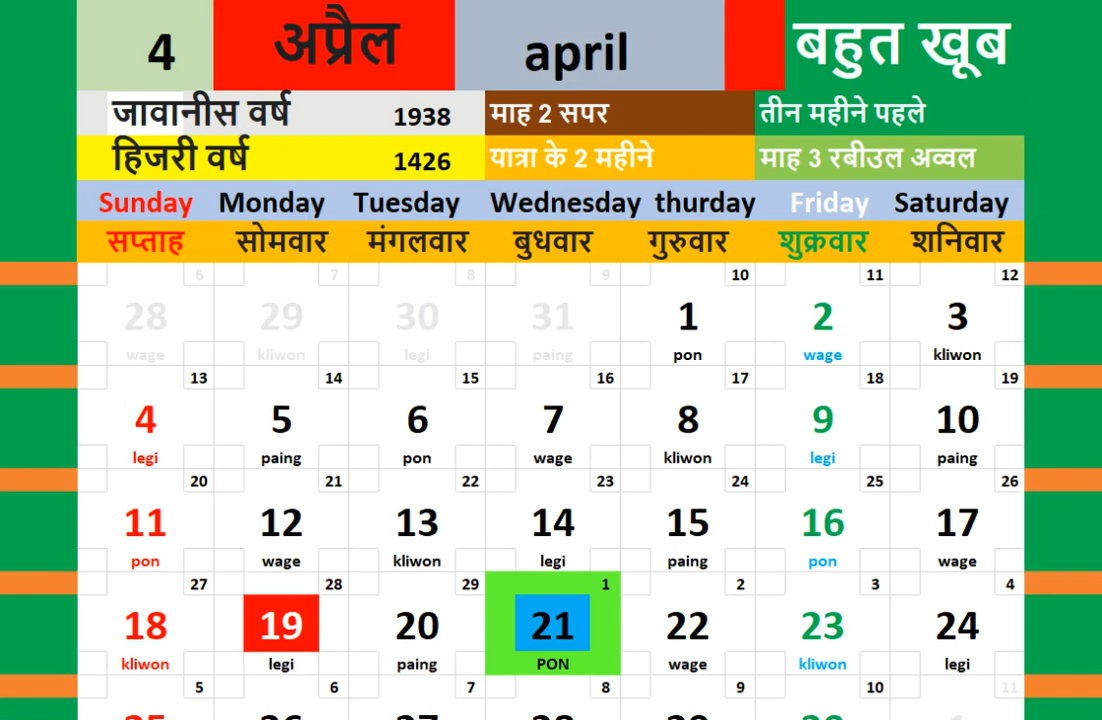 4 अप्रैल april बहुत खूब
जावानीस वर्ष 1938 माह 2 सपर तीन महीने पहले
हिजरी वर्ष 1426 यात्रा के 2 महीने माह 3 रबीउल अव्वल
Sunday Monday Tuesday Wednesday thurday Friday Saturday
सप्ताह सोमवार मंगलवार बुधवार गुरुवार शुक्रवार शनिवार
6 7 8 9 10 11 12
28 29 30 31 1 2 3
wage kliwon legi paing pon wage kliwon
13 14 15 16 17 18 19
4 5 6 7 8 9 10
legi paing pon wage kliwon legi paing
20 21 22 23 24 25 26
11 12 13 14 15 16 17
pon wage kliwon legi paing pon wage
27 28 29 1 2 3 4
18 19 20 21 22 23 24
kliwon legi paing PON wage kliwon legi
5 6 7 8 9 10 11